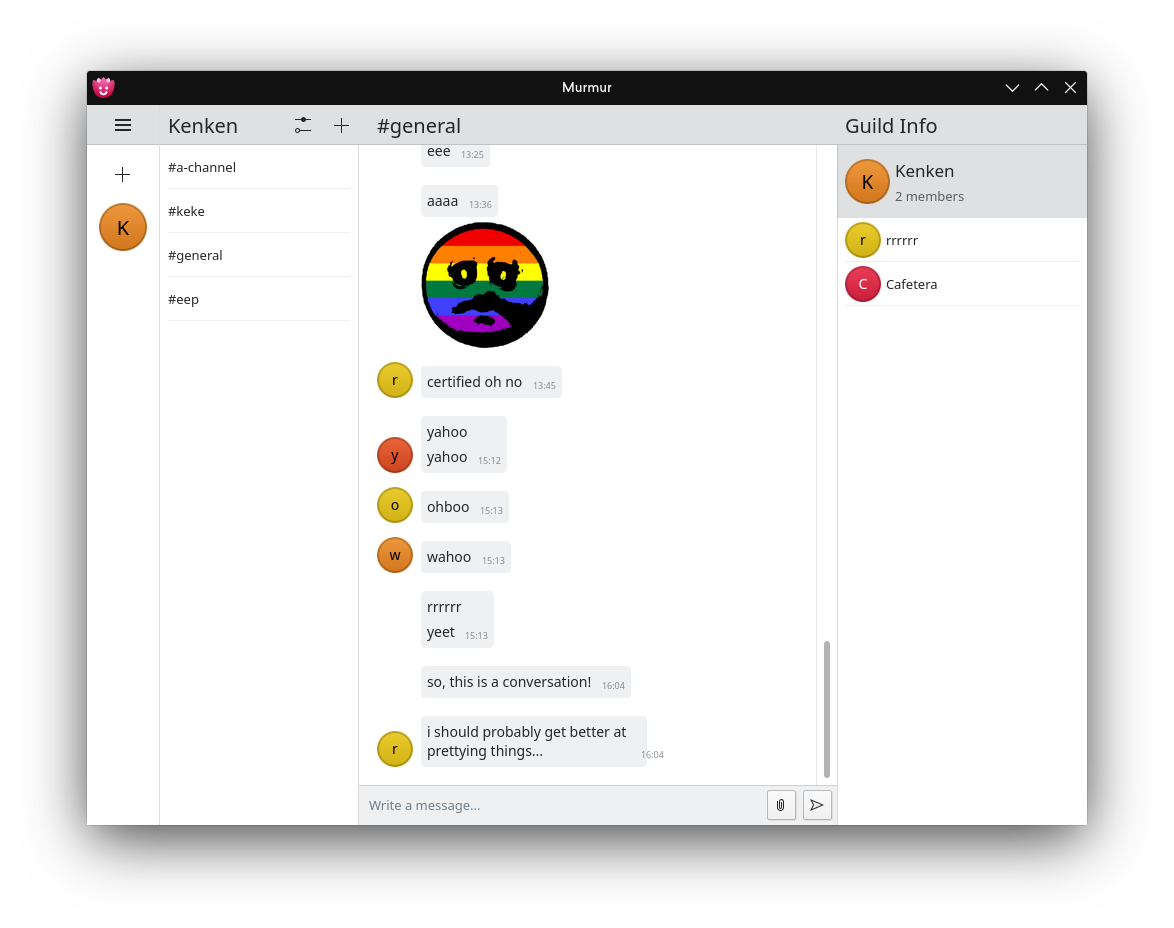 Murmur
Kenken
#general
Guild Info
K
#a-channel
#keke
#general
#eep
eee 13:25
aaaa 13:36
r
certified oh no 13:45
yahoo
y
yahoo 15:12
o
ohboo 15:13
w
wahoo 15:13
rrrrrr
yeet 15:13
so, this is a conversation! 16:04
i should probably get better at
r
prettying things... 16:04
Write a message...
K
Kenken
2 members
r
rrrrrr
C
Cafetera